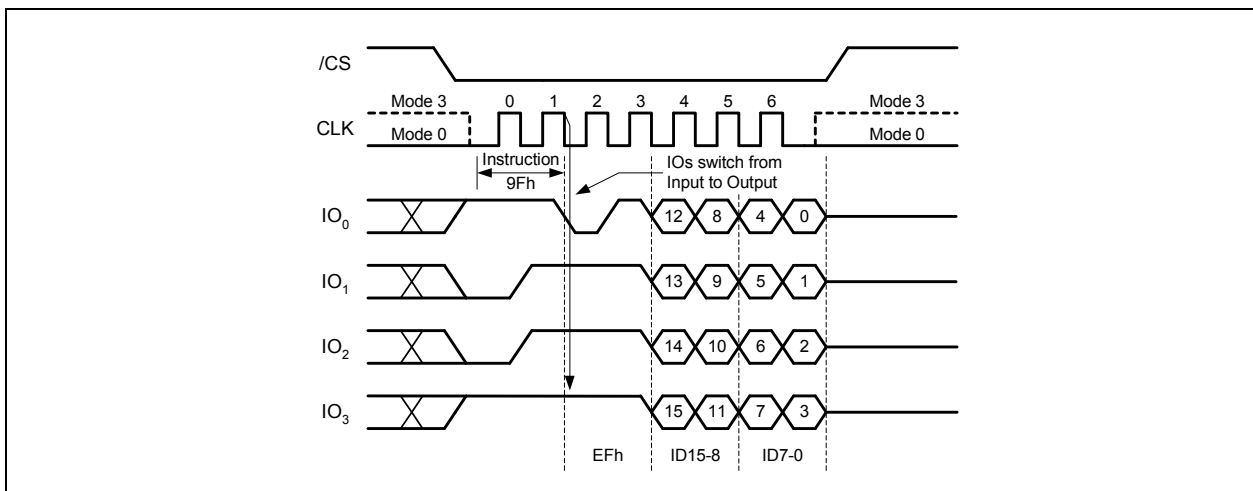 /CS
Mode 3 0 1 2 3 4 5 6 Mode 3
CLK
Mode 0 Mode 0
Instruction IOs switch from
9Fh Input to Output
IO0 12 8 4 0
IO1 13 9 5 1
IO2 14 10 6 2
IO3 15 11 7 3
EFh ID15-8 ID7-0